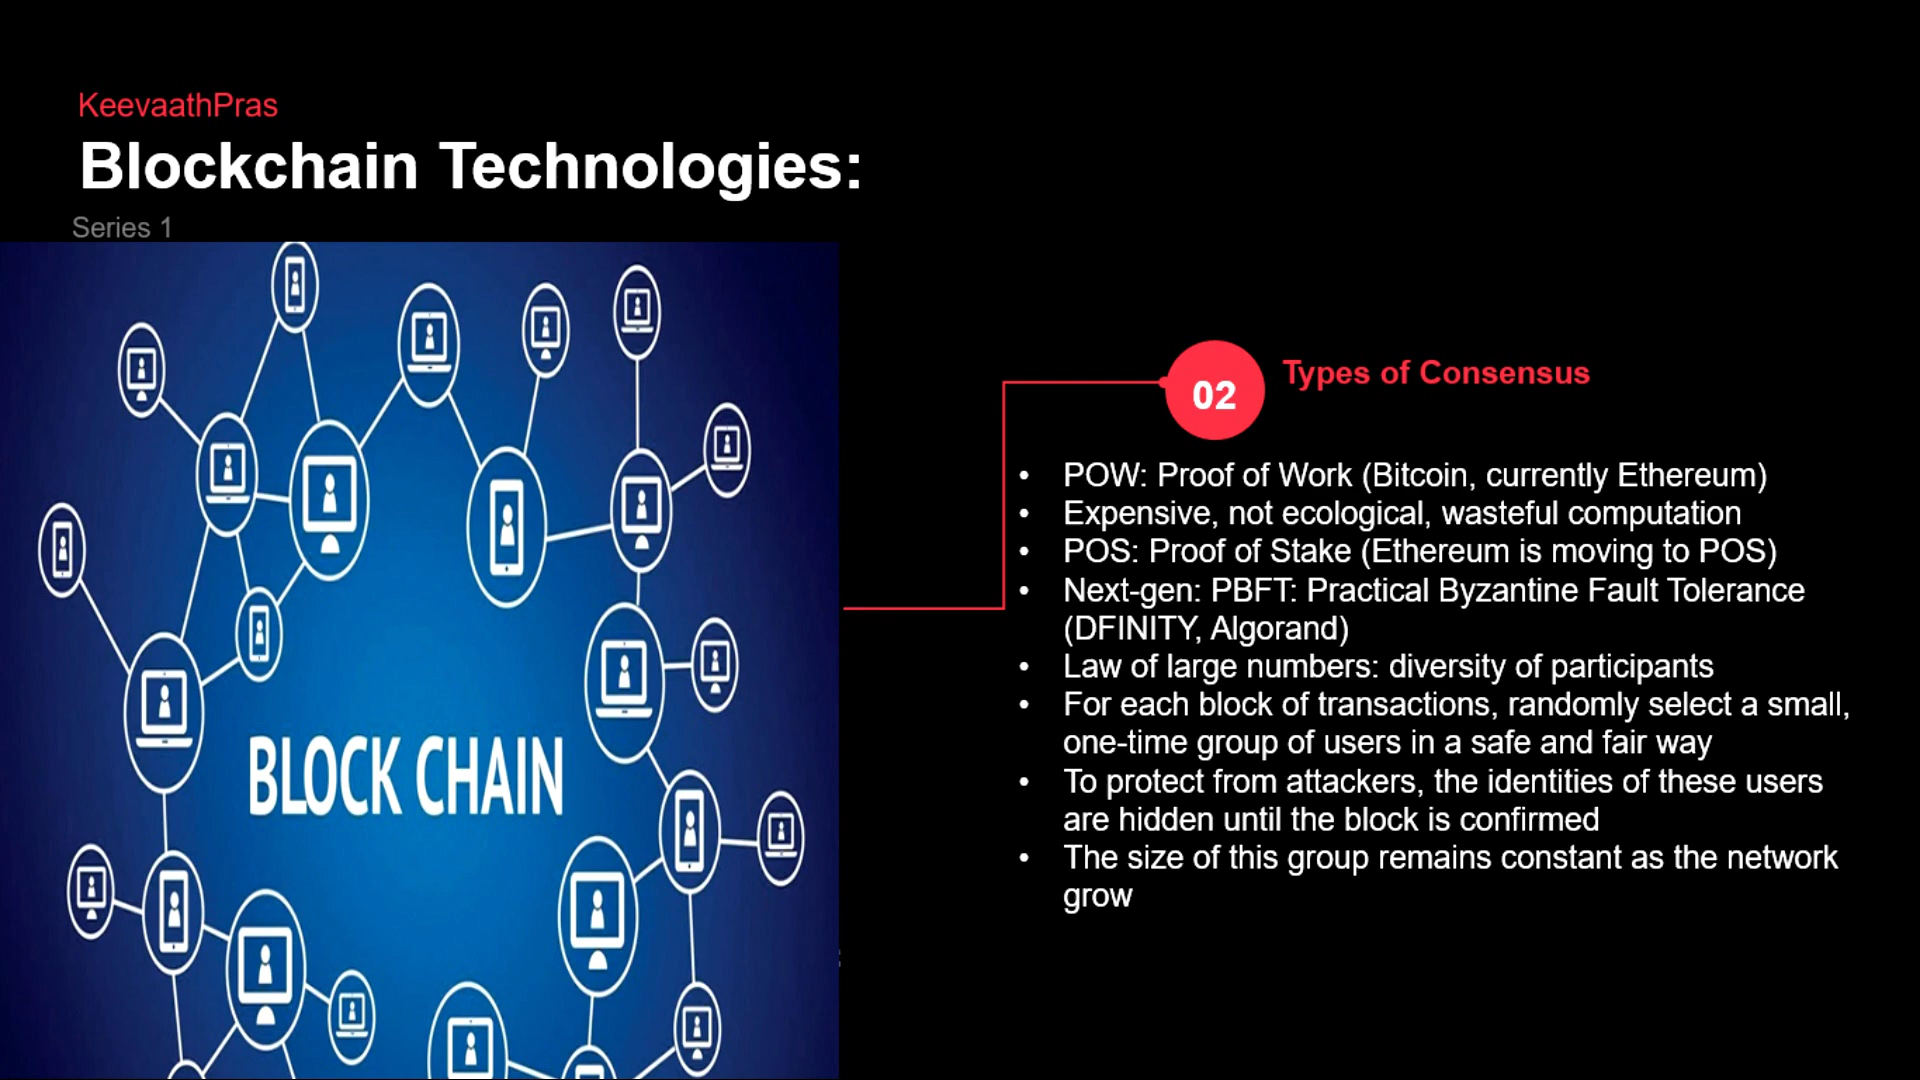 KeevaathPras
Blockchain Technologies:
Series 1
BLOCK CHAIN
02
Types of Consensus
• POW: Proof of Work (Bitcoin, currently Ethereum)
• Expensive, not ecological, wasteful computation
• POS: Proof of Stake (Ethereum is moving to POS)
• Next-gen: PBFT: Practical Byzantine Fault Tolerance
(DFINITY, Algorand)
• Law of large numbers: diversity of participants
• For each block of transactions, randomly select a small,
one-time group of users in a safe and fair way
• To protect from attackers, the identities of these users
are hidden until the block is confirmed
• The size of this group remains constant as the network
grow